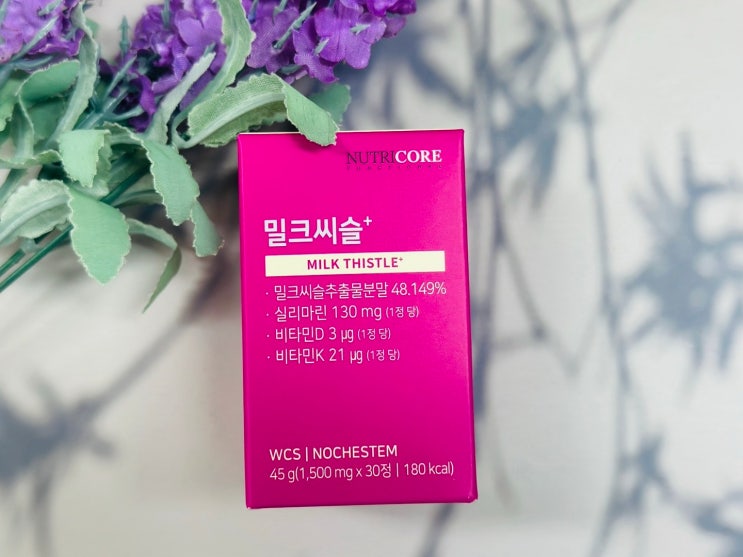 NUTRICORE
밀크씨슬+
MILK THISTLE+
· 밀크씨슬추출물분말 48.149%
· 실리마린 130 mg (1정 당)
· 비타민D 3 μg (1정 당)
· 비타민K 21 μg (1정 당)
WCS | NOCHESTEM
45 g(1,500 mg x 30정 | 180 kcal)